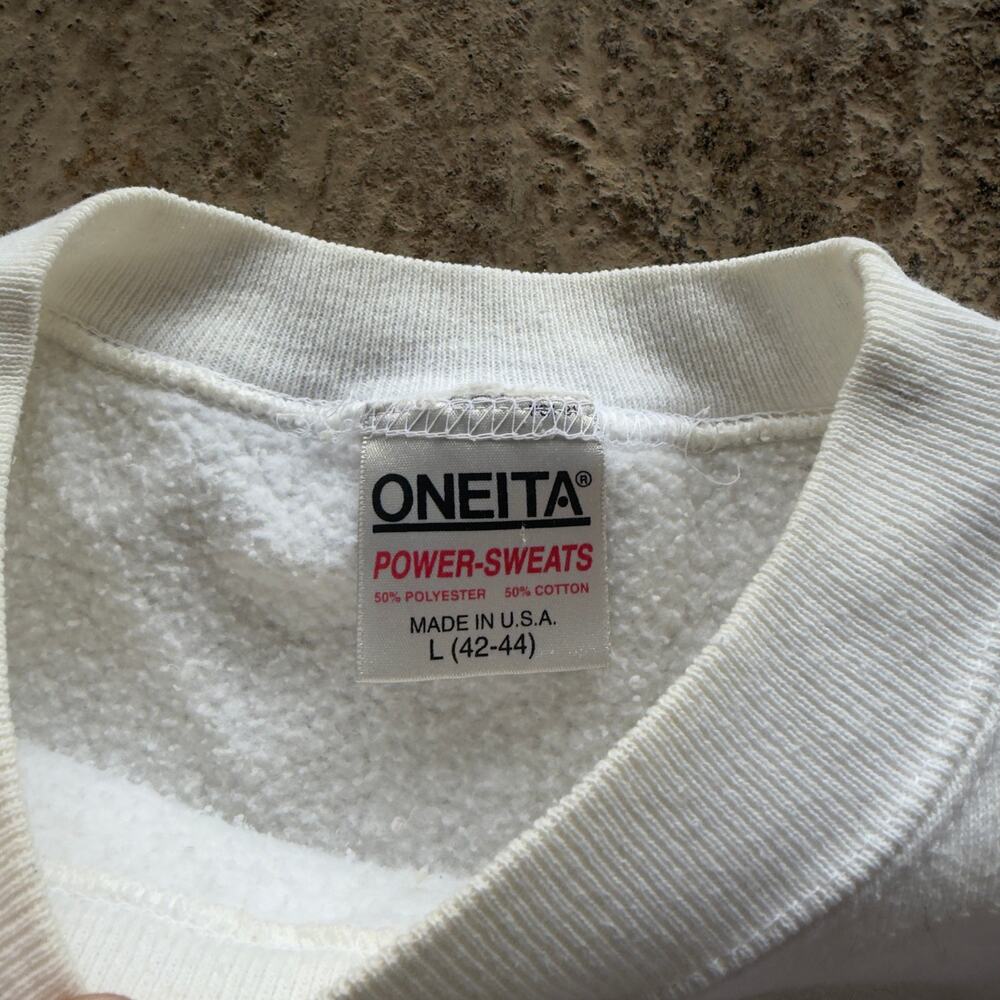 ONEITA®
POWER-SWEATS
50% POLYESTER 50% COTTON
MADE IN U.S.A.
L (42-44)